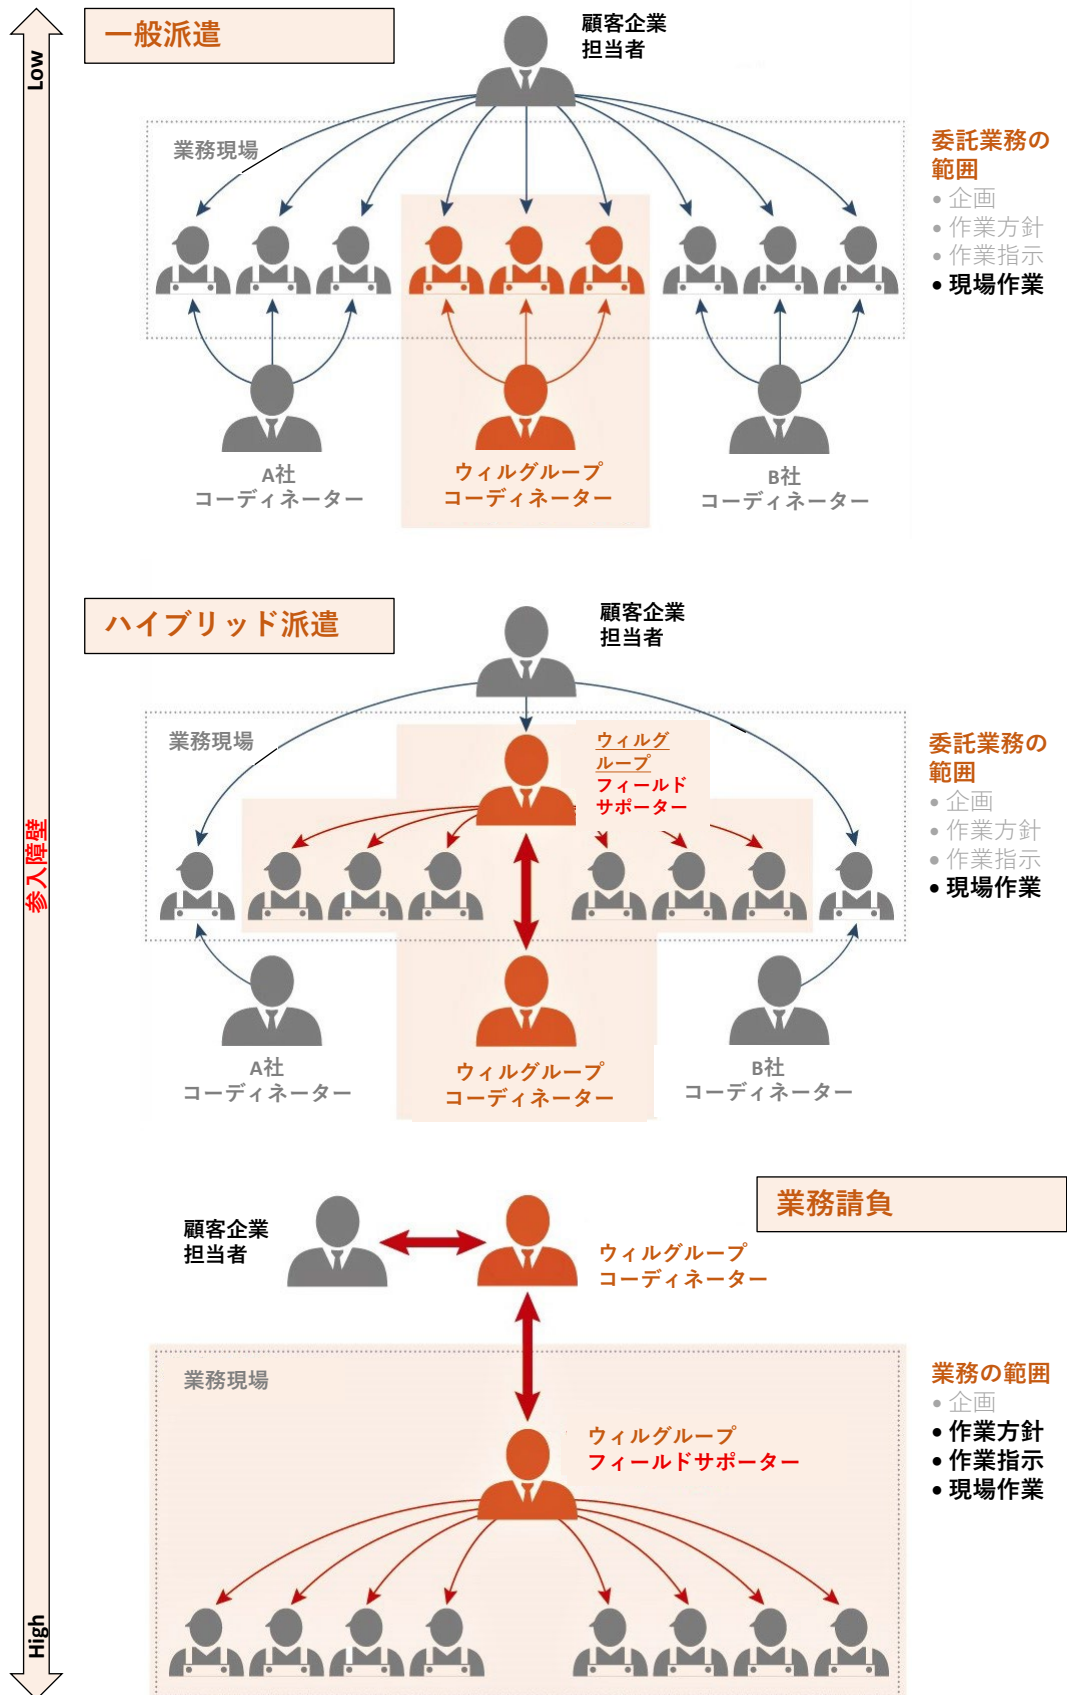 Low
一般派遣
顧客企業
担当者
業務現場
委託業務の
範囲
• 企画
• 作業方針
• 作業指示
• 現場作業
A社
コーディネーター
ウィルグループ
コーディネーター
B社
コーディネーター
ハイブリッド派遣
顧客企業
担当者
業務現場
ウィルグ
ループ
フィールド
サポーター
委託業務の
範囲
• 企画
• 作業方針
• 作業指示
• 現場作業
参入障壁
A社
コーディネーター
ウィルグループ
コーディネーター
B社
コーディネーター
業務請負
顧客企業
担当者
ウィルグループ
コーディネーター
業務現場
業務の範囲
• 企画
• 作業方針
• 作業指示
• 現場作業
ウィルグループ
フィールドサポーター
High